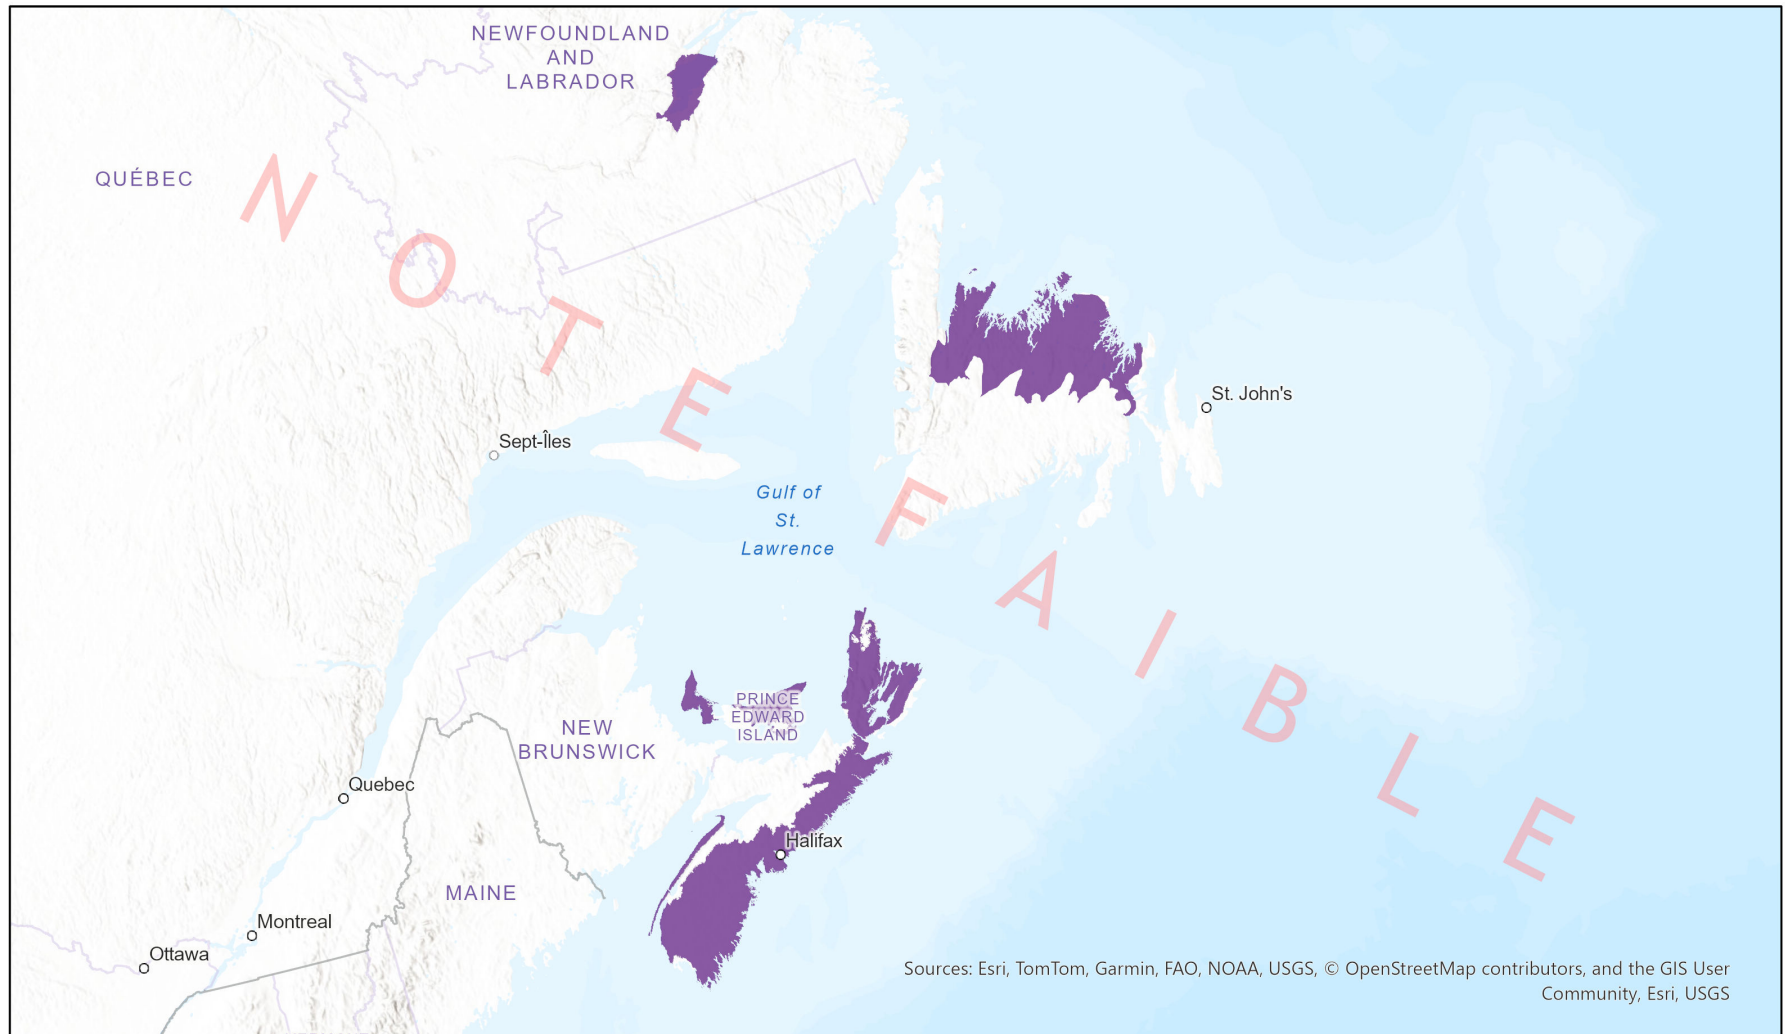 NEWFOUNDLAND
AND
LABRADOR
QUÉBEC
NOTE FAIBLE
St. John's
Sept-Îles
Gulf of
St.
Lawrence
PRINCE
EDWARD
ISLAND
NEW
BRUNSWICK
Quebec
Halifax
MAINE
Montreal
Ottawa
Sources: Esri, TomTom, Garmin, FAO, NOAA, USGS, © OpenStreetMap contributors, and the GIS User
Community, Esri, USGS